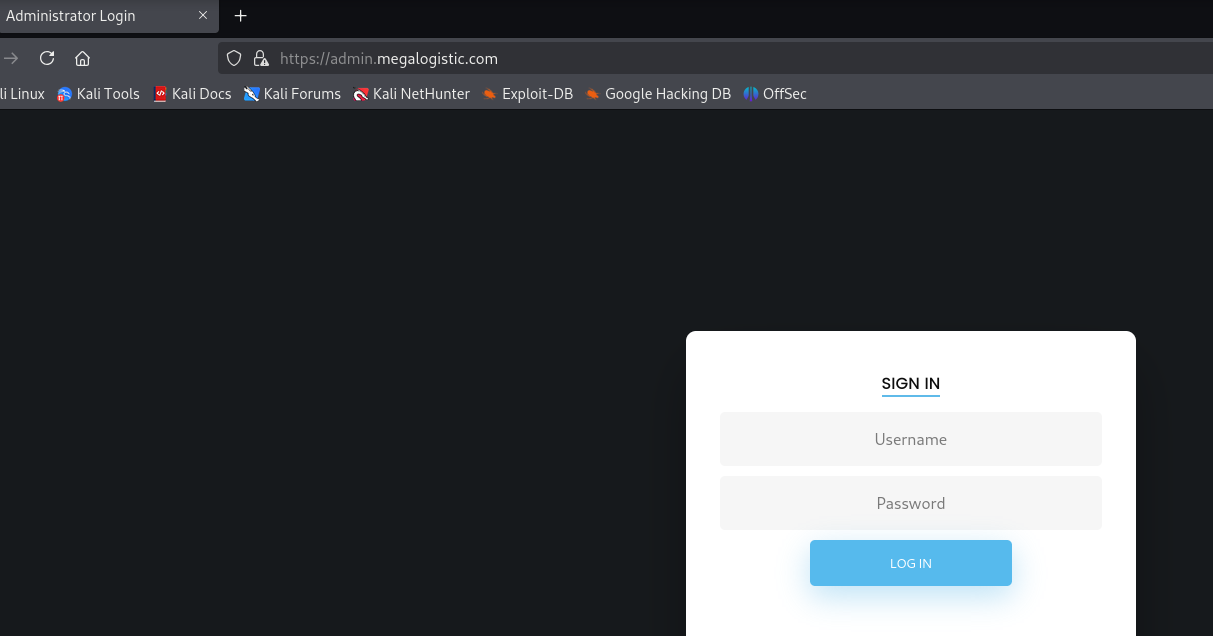 Administrator Login
https://admin.megalogistic.com
li Linux Kali Tools Kali Docs Kali Forums Kali NetHunter Exploit-DB Google Hacking DB OffSec
SIGN IN
Username
Password
LOG IN